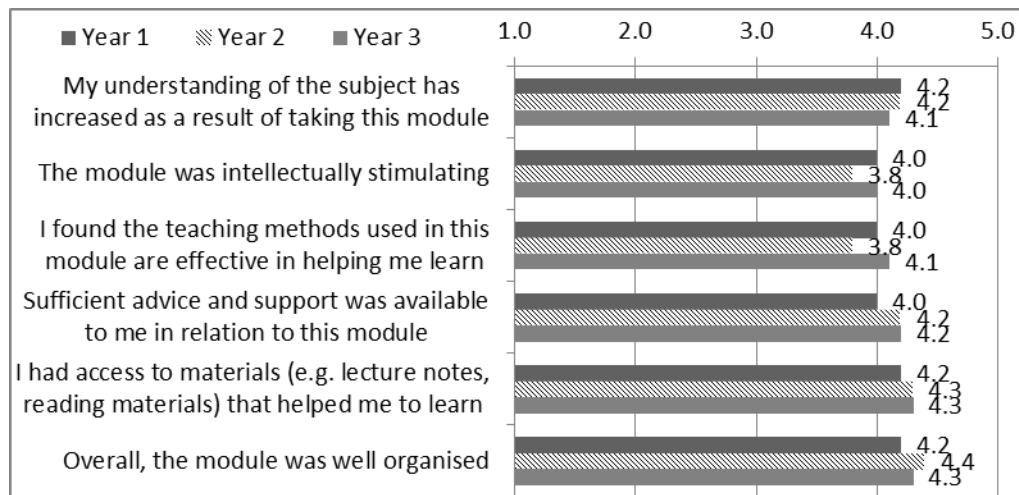 Year 1 Year 2 Year 3
1.0 2.0 3.0 4.0 5.0
My understanding of the subject has
increased as a result of taking this module
4.2
4.2
4.1
The module was intellectually stimulating
4.0
3.8
4.0
I found the teaching methods used in this
module are effective in helping me learn
4.0
3.8
4.1
Sufficient advice and support was available
to me in relation to this module
4.0
4.2
4.2
I had access to materials (e.g. lecture notes,
reading materials) that helped me to learn
4.2
4.3
4.3
Overall, the module was well organised
4.2
4.4
4.3